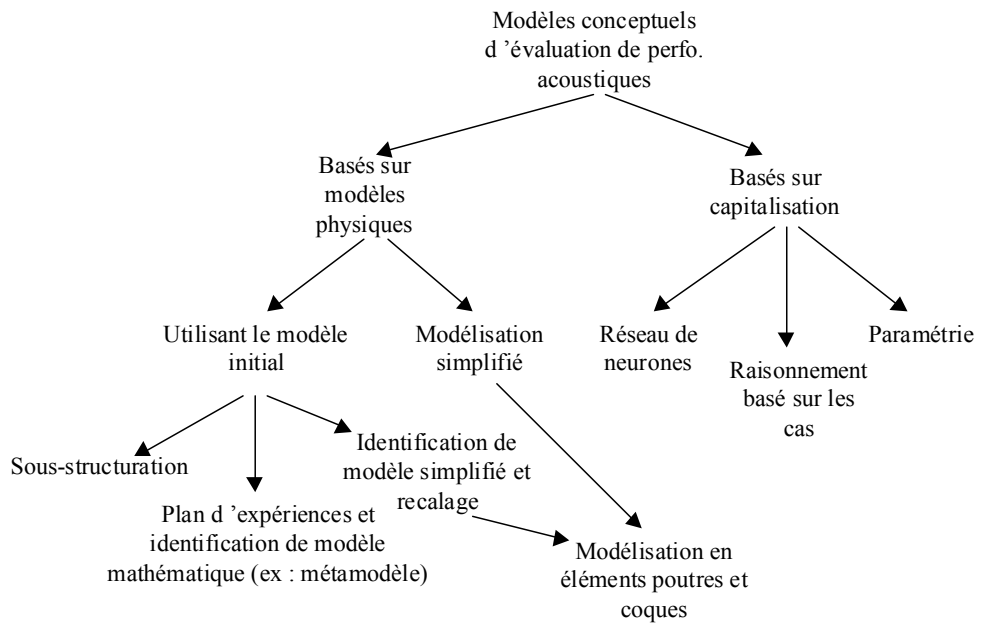 Modèles conceptuels
d ’évaluation de perfo.
acoustiques
Basés sur
modèles
physiques
Basés sur
capitalisation
Utilisant le modèle
initial
Modélisation
simplifié
Réseau de
neurones
Raisonnement
basé sur les
cas
Paramétrie
Sous-structuration
Plan d ’expériences et
identification de modèle
mathématique (ex : métamodèle)
Identification de
modèle simplifié et
recalage
Modélisation en
éléments poutres et
coques